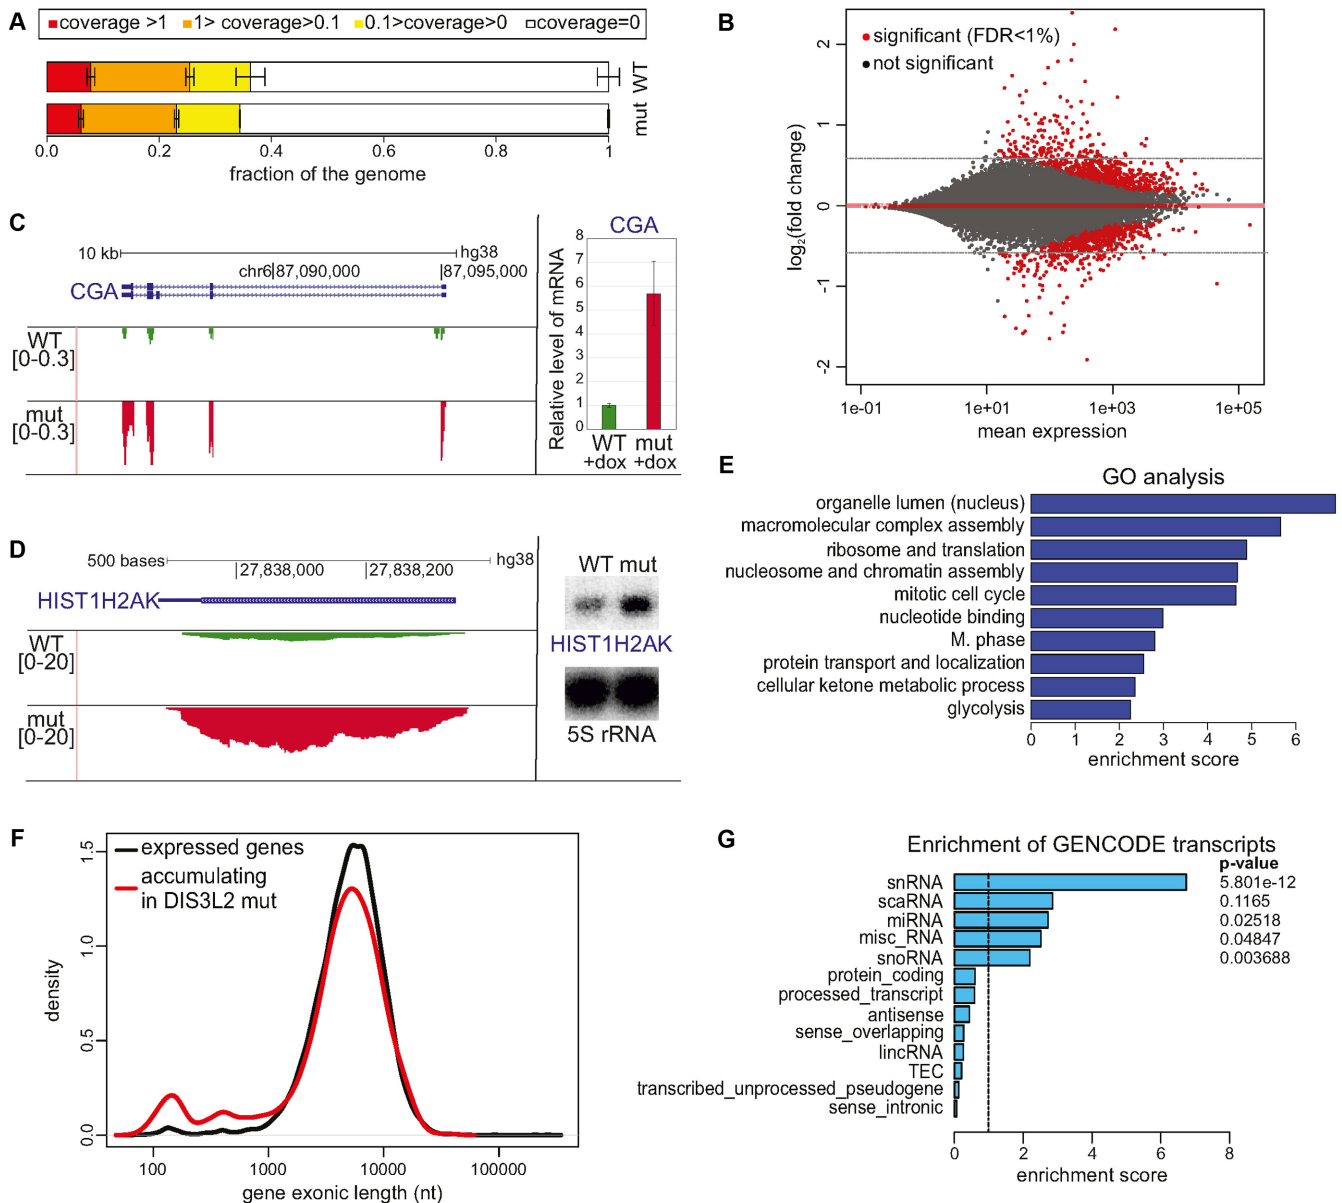 A
coverage >1 1> coverage>0.1 0.1>coverage>0 coverage=0
WT
mut
0.0 0.2 0.4 0.6 0.8 1
fraction of the genome
B
significant (FDR<1%)
not significant
2
1
0
-1
-2
log2(fold change)
1e-01 1e+01 1e+03 1e+05
mean expression
C
10 kb hg38
chr6 87,090,000 87,095,000
CGA
WT
[0-0.3]
mut
[0-0.3]
CGA
8
7
6
5
4
3
2
1
0
Relative level of mRNA
WT mut
+dox +dox
D
500 bases hg38
27,838,000 27,838,200
HIST1H2AK
WT
[0-20]
mut
[0-20]
WT mut
HIST1H2AK
5S rRNA
E
GO analysis
organelle lumen (nucleus)
macromolecular complex assembly
ribosome and translation
nucleosome and chromatin assembly
mitotic cell cycle
nucleotide binding
M. phase
protein transport and localization
cellular ketone metabolic process
glycolysis
0 1 2 3 4 5 6
enrichment score
F
expressed genes
accumulating
in DIS3L2 mut
1.5
1.0
0.5
0.0
density
100 1000 10000 100000
gene exonic length (nt)
G
Enrichment of GENCODE transcripts
p-value
snRNA 5.801e-12
scaRNA 0.1165
miRNA 0.02518
misc_RNA 0.04847
snoRNA 0.003688
protein_coding
processed_transcript
antisense
sense_overlapping
lincRNA
TEC
transcribed_unprocessed_pseudogene
sense_intronic
0 2 4 6 8
enrichment score